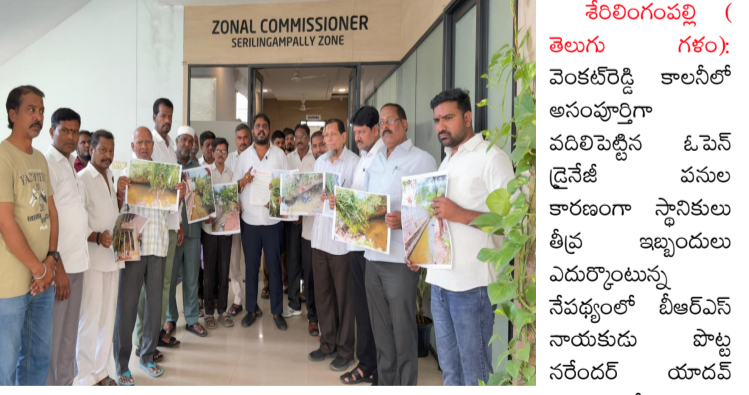 ZONAL COMMISSIONER
SERILINGAMPALLY ZONE
శేరిలింగంపల్లి (
తెలుగు గళం):
వెంకట్‌రెడ్డి కాలనీలో
అసంపూర్తిగా
వదిలిపెట్టిన ఓపెన్
డ్రైనేజీ పనుల
కారణంగా స్థానికులు
తీవ్ర ఇబ్బందులు
ఎదుర్కొంటున్న
నేపథ్యంలో బీఆర్ఎస్
నాయకుడు పొట్ట
నరేందర్ యాదవ్